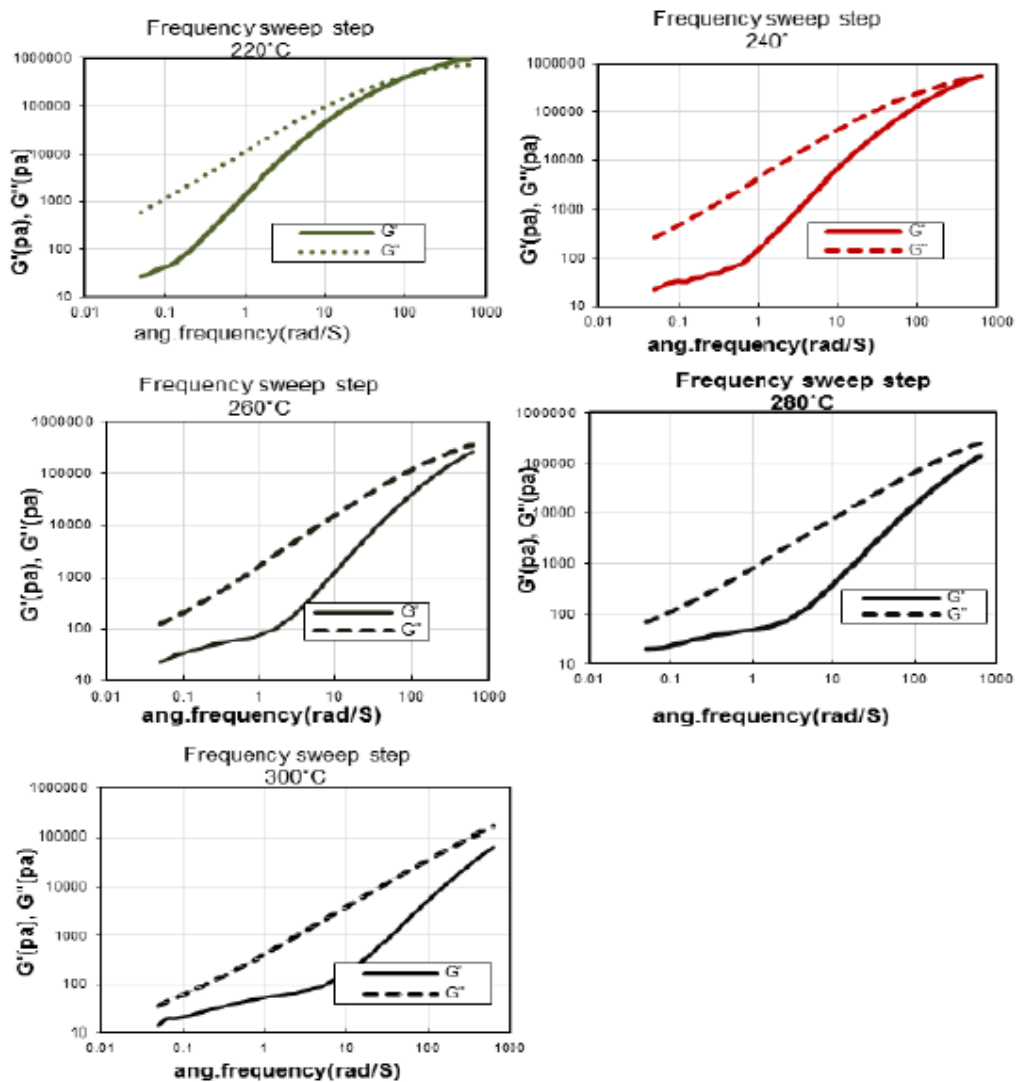 Frequency sweep step
220°C
1000000
100000
10000
1000
100
10
0.01 0.1 1 10 100 1000
G'(pa), G"(pa)
G'
G"
ang.frequency(rad/S)
Frequency sweep step
240°
1000000
100000
10000
1000
100
10
0.01 0.1 1 10 100 1000
G'(pa), G"(pa)
G'
G"
ang.frequency(rad/S)
Frequency sweep step
260°C
1000000
100000
10000
1000
100
10
0.01 0.1 1 10 100 1000
G'(pa), G"(pa)
G'
G"
ang.frequency(rad/S)
Frequency sweep step
280°C
1000000
100000
10000
1000
100
10
0.01 0.1 1 10 100 1000
G'(pa), G"(pa)
G'
G"
ang.frequency(rad/S)
Frequency sweep step
300°C
1000000
100000
10000
1000
100
10
0.01 0.1 1 10 100 1000
G'(pa), G"(pa)
G'
G"
ang.frequency(rad/S)